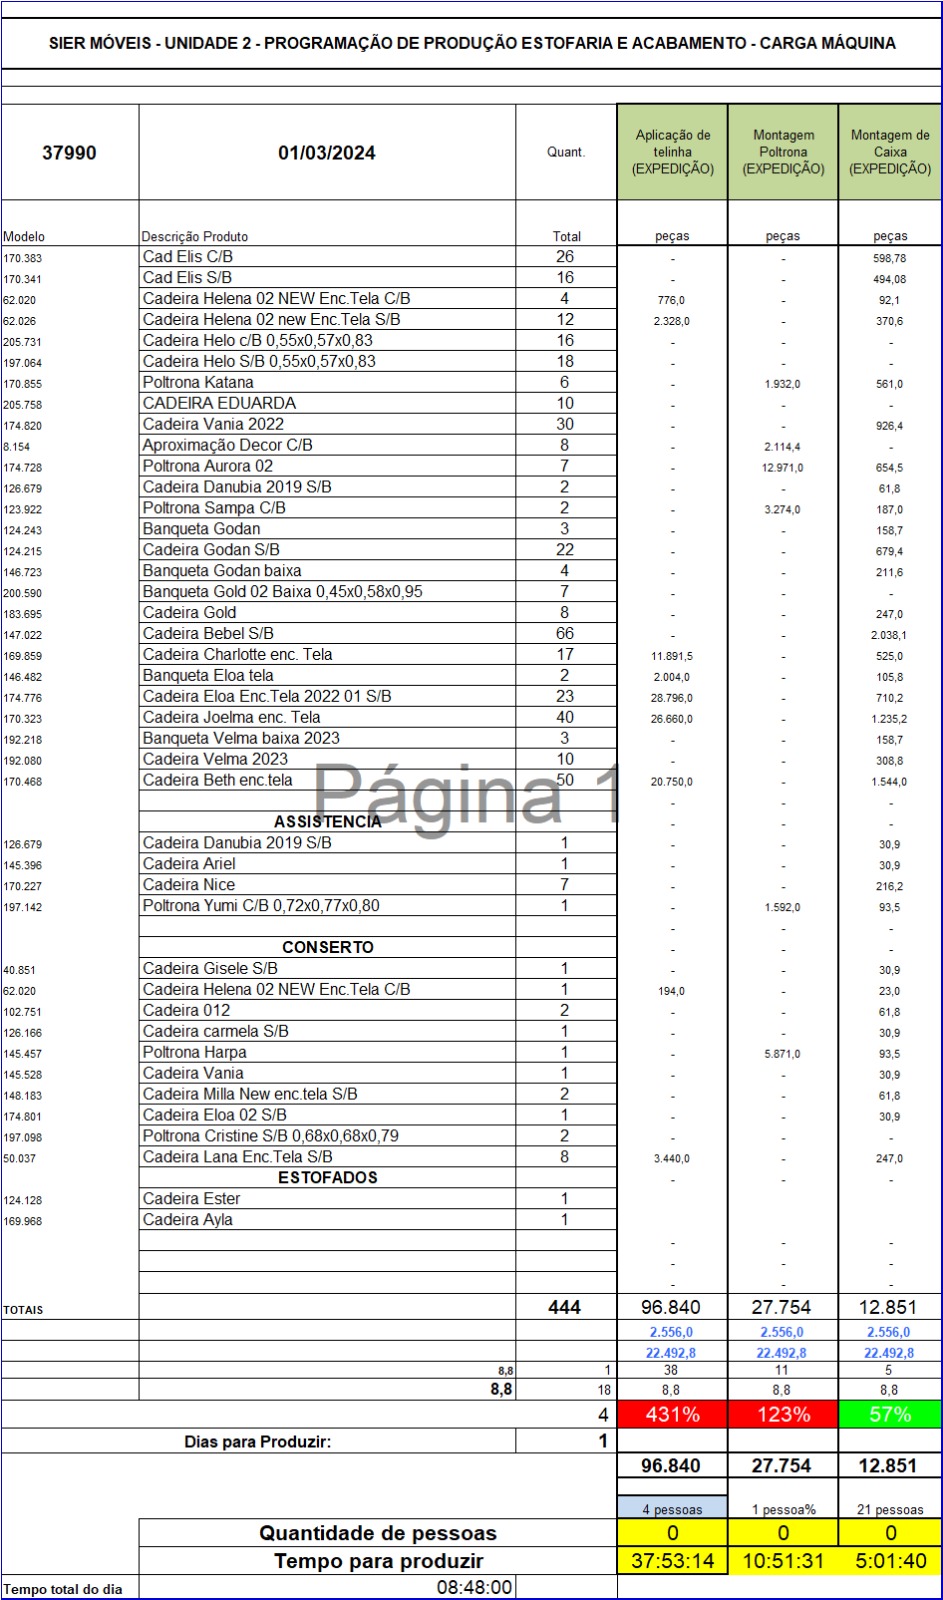 SIER MÓVEIS - UNIDADE 2 - PROGRAMAÇÃO DE PRODUÇÃO ESTOFARIA E ACABAMENTO - CARGA MÁQUINA
37990 01/03/2024 Quant. Aplicação de telinha (EXPEDIÇÃO) Montagem Poltrona (EXPEDIÇÃO) Montagem de Caixa (EXPEDIÇÃO)
Modelo Descrição Produto Total peças peças peças
170.383 Cad Elis C/B 26 - - 598,78
170.341 Cad Elis S/B 16 - - 494,08
62.020 Cadeira Helena 02 NEW Enc.Tela C/B 4 776,0 - 92,1
62.026 Cadeira Helena 02 new Enc.Tela S/B 12 2.328,0 - 370,6
205.731 Cadeira Helo c/B 0,55x0,57x0,83 16 - - -
197.064 Cadeira Helo S/B 0,55x0,57x0,83 18 - - -
170.855 Poltrona Katana 6 - 1.932,0 561,0
205.758 CADEIRA EDUARDA 10 - - -
174.820 Cadeira Vania 2022 30 - - 926,4
8.154 Aproximação Decor C/B 8 - 2.114,4 -
174.728 Poltrona Aurora 02 7 - 12.971,0 654,5
126.679 Cadeira Danubia 2019 S/B 2 - - 61,8
123.922 Poltrona Sampa C/B 2 - 3.274,0 187,0
124.243 Banqueta Godan 3 - - 158,7
124.215 Cadeira Godan S/B 22 - - 679,4
146.723 Banqueta Godan baixa 4 - - 211,6
200.590 Banqueta Gold 02 Baixa 0,45x0,58x0,95 7 - - -
183.695 Cadeira Gold 8 - - 247,0
147.022 Cadeira Bebel S/B 66 - - 2.038,1
169.859 Cadeira Charlotte enc. Tela 17 11.891,5 - 525,0
146.482 Banqueta Eloa tela 2 2.004,0 - 105,8
174.776 Cadeira Eloa Enc.Tela 2022 01 S/B 23 28.796,0 - 710,2
170.323 Cadeira Joelma enc. Tela 40 26.660,0 - 1.235,2
192.218 Banqueta Velma baixa 2023 3 - - 158,7
192.080 Cadeira Velma 2023 10 - - 308,8
170.468 Cadeira Beth enc.tela 50 20.750,0 - 1.544,0
Página 1
- - -
ASSISTENCIA - - -
126.679 Cadeira Danubia 2019 S/B 1 - - 30,9
145.396 Cadeira Ariel 1 - - 30,9
170.227 Cadeira Nice 7 - - 216,2
197.142 Poltrona Yumi C/B 0,72x0,77x0,80 1 - 1.592,0 93,5
- - -
CONSERTO - - -
40.851 Cadeira Gisele S/B 1 - - 30,9
62.020 Cadeira Helena 02 NEW Enc.Tela C/B 1 194,0 - 23,0
102.751 Cadeira 012 2 - - 61,8
126.166 Cadeira carmela S/B 1 - - 30,9
145.457 Poltrona Harpa 1 - 5.871,0 93,5
145.528 Cadeira Vania 1 - - 30,9
148.183 Cadeira Milla New enc.tela S/B 2 - - 61,8
174.801 Cadeira Eloa 02 S/B 1 - - 30,9
197.098 Poltrona Cristine S/B 0,68x0,68x0,79 2 - - -
50.037 Cadeira Lana Enc.Tela S/B 8 3.440,0 - 247,0
ESTOFADOS - - -
124.128 Cadeira Ester 1
169.968 Cadeira Ayla 1
- - -
- - -
- - -
TOTAIS 444 96.840 27.754 12.851
2.556,0 2.556,0 2.556,0
22.492,8 22.492,8 22.492,8
8,8 1 38 11 5
8,8 18 8,8 8,8 8,8
4 431% 123% 57%
Dias para Produzir: 1
96.840 27.754 12.851
4 pessoas 1 pessoa% 21 pessoas
Quantidade de pessoas 0 0 0
Tempo para produzir 37:53:14 10:51:31 5:01:40
Tempo total do dia 08:48:00